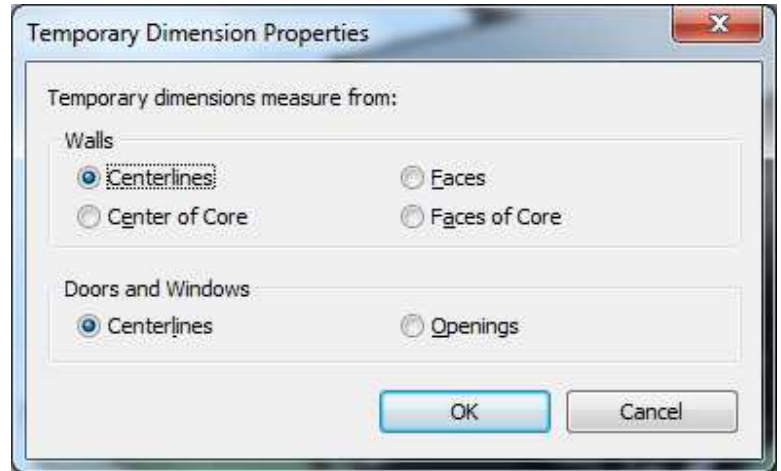 Temporary Dimension Properties
Temporary dimensions measure from:
Walls
Centerlines
Faces
Center of Core
Faces of Core
Doors and Windows
Centerlines
Openings
OK
Cancel